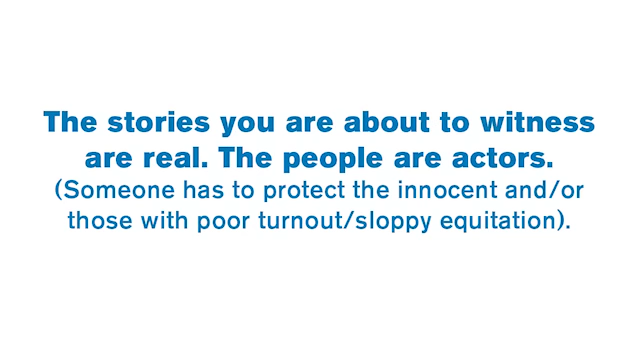 The stories you are about to witness
are real. The people are actors.
(Someone has to protect the innocent and/or
those with poor turnout/sloppy equitation).